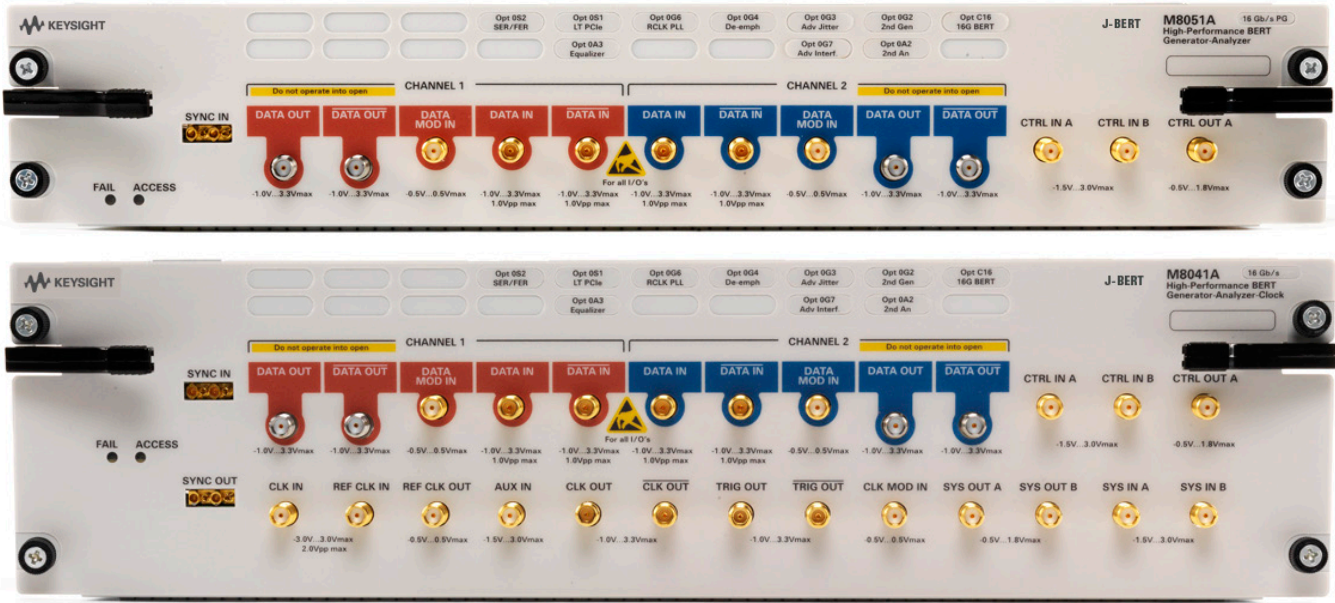 KEYSIGHT
Opt 0S2 Opt 0S1 Opt 0G6 Opt 0G4 Opt 0G3 Opt 0G2 Opt C16
SER/FER LT PCIe RCLK PLL De-emph Adv Jitter 2nd Gen 16G BERT
Opt 0A3 Opt 0G7 Opt 0A2
Equalizer Adv Interf. 2nd An
J-BERT
M8051A 16 Gb/s PG
High-Performance BERT
Generator-Analyzer
Do not operate into open CHANNEL 1 CHANNEL 2 Do not operate into open
SYNC IN
DATA OUT DATA OUT DATA MOD IN DATA IN DATA IN DATA IN DATA IN DATA MOD IN DATA OUT DATA OUT
CTRL IN A CTRL IN B CTRL OUT A
For all I/O's
FAIL ACCESS
-1.0V...3.3Vmax -1.0V...3.3Vmax -0.5V...0.5Vmax -1.0V...3.3Vmax -1.0V...3.3Vmax -1.0V...3.3Vmax -1.0V...3.3Vmax -0.5V...0.5Vmax -1.0V...3.3Vmax -1.0V...3.3Vmax -1.5V...3.0Vmax -0.5V...1.8Vmax
1.0Vpp max 1.0Vpp max 1.0Vpp max 1.0Vpp max
KEYSIGHT
Opt 0S2 Opt 0S1 Opt 0G6 Opt 0G4 Opt 0G3 Opt 0G2 Opt C16
SER/FER LT PCIe RCLK PLL De-emph Adv Jitter 2nd Gen 16G BERT
Opt 0A3 Opt 0G7 Opt 0A2
Equalizer Adv Interf. 2nd An
J-BERT
M8041A 16 Gb/s
High-Performance BERT
Generator-Analyzer-Clock
Do not operate into open CHANNEL 1 CHANNEL 2 Do not operate into open
SYNC IN
DATA OUT DATA OUT DATA MOD IN DATA IN DATA IN DATA IN DATA IN DATA MOD IN DATA OUT DATA OUT
CTRL IN A CTRL IN B CTRL OUT A
For all I/O's
FAIL ACCESS
-1.0V...3.3Vmax -1.0V...3.3Vmax -0.5V...0.5Vmax -1.0V...3.3Vmax -1.0V...3.3Vmax -1.0V...3.3Vmax -1.0V...3.3Vmax -0.5V...0.5Vmax -1.0V...3.3Vmax -1.0V...3.3Vmax -1.5V...3.0Vmax -0.5V...1.8Vmax
1.0Vpp max 1.0Vpp max 1.0Vpp max 1.0Vpp max
SYNC OUT CLK IN REF CLK IN REF CLK OUT AUX IN CLK OUT CLK OUT TRIG OUT TRIG OUT CLK MOD IN SYS OUT A SYS OUT B SYS IN A SYS IN B
-3.0V...3.0Vmax -0.5V...0.5Vmax -1.5V...3.0Vmax -1.0V...3.3Vmax -1.0V...3.3Vmax -0.5V...0.5Vmax -0.5V...1.8Vmax -1.5V...3.0Vmax
2.0Vpp max